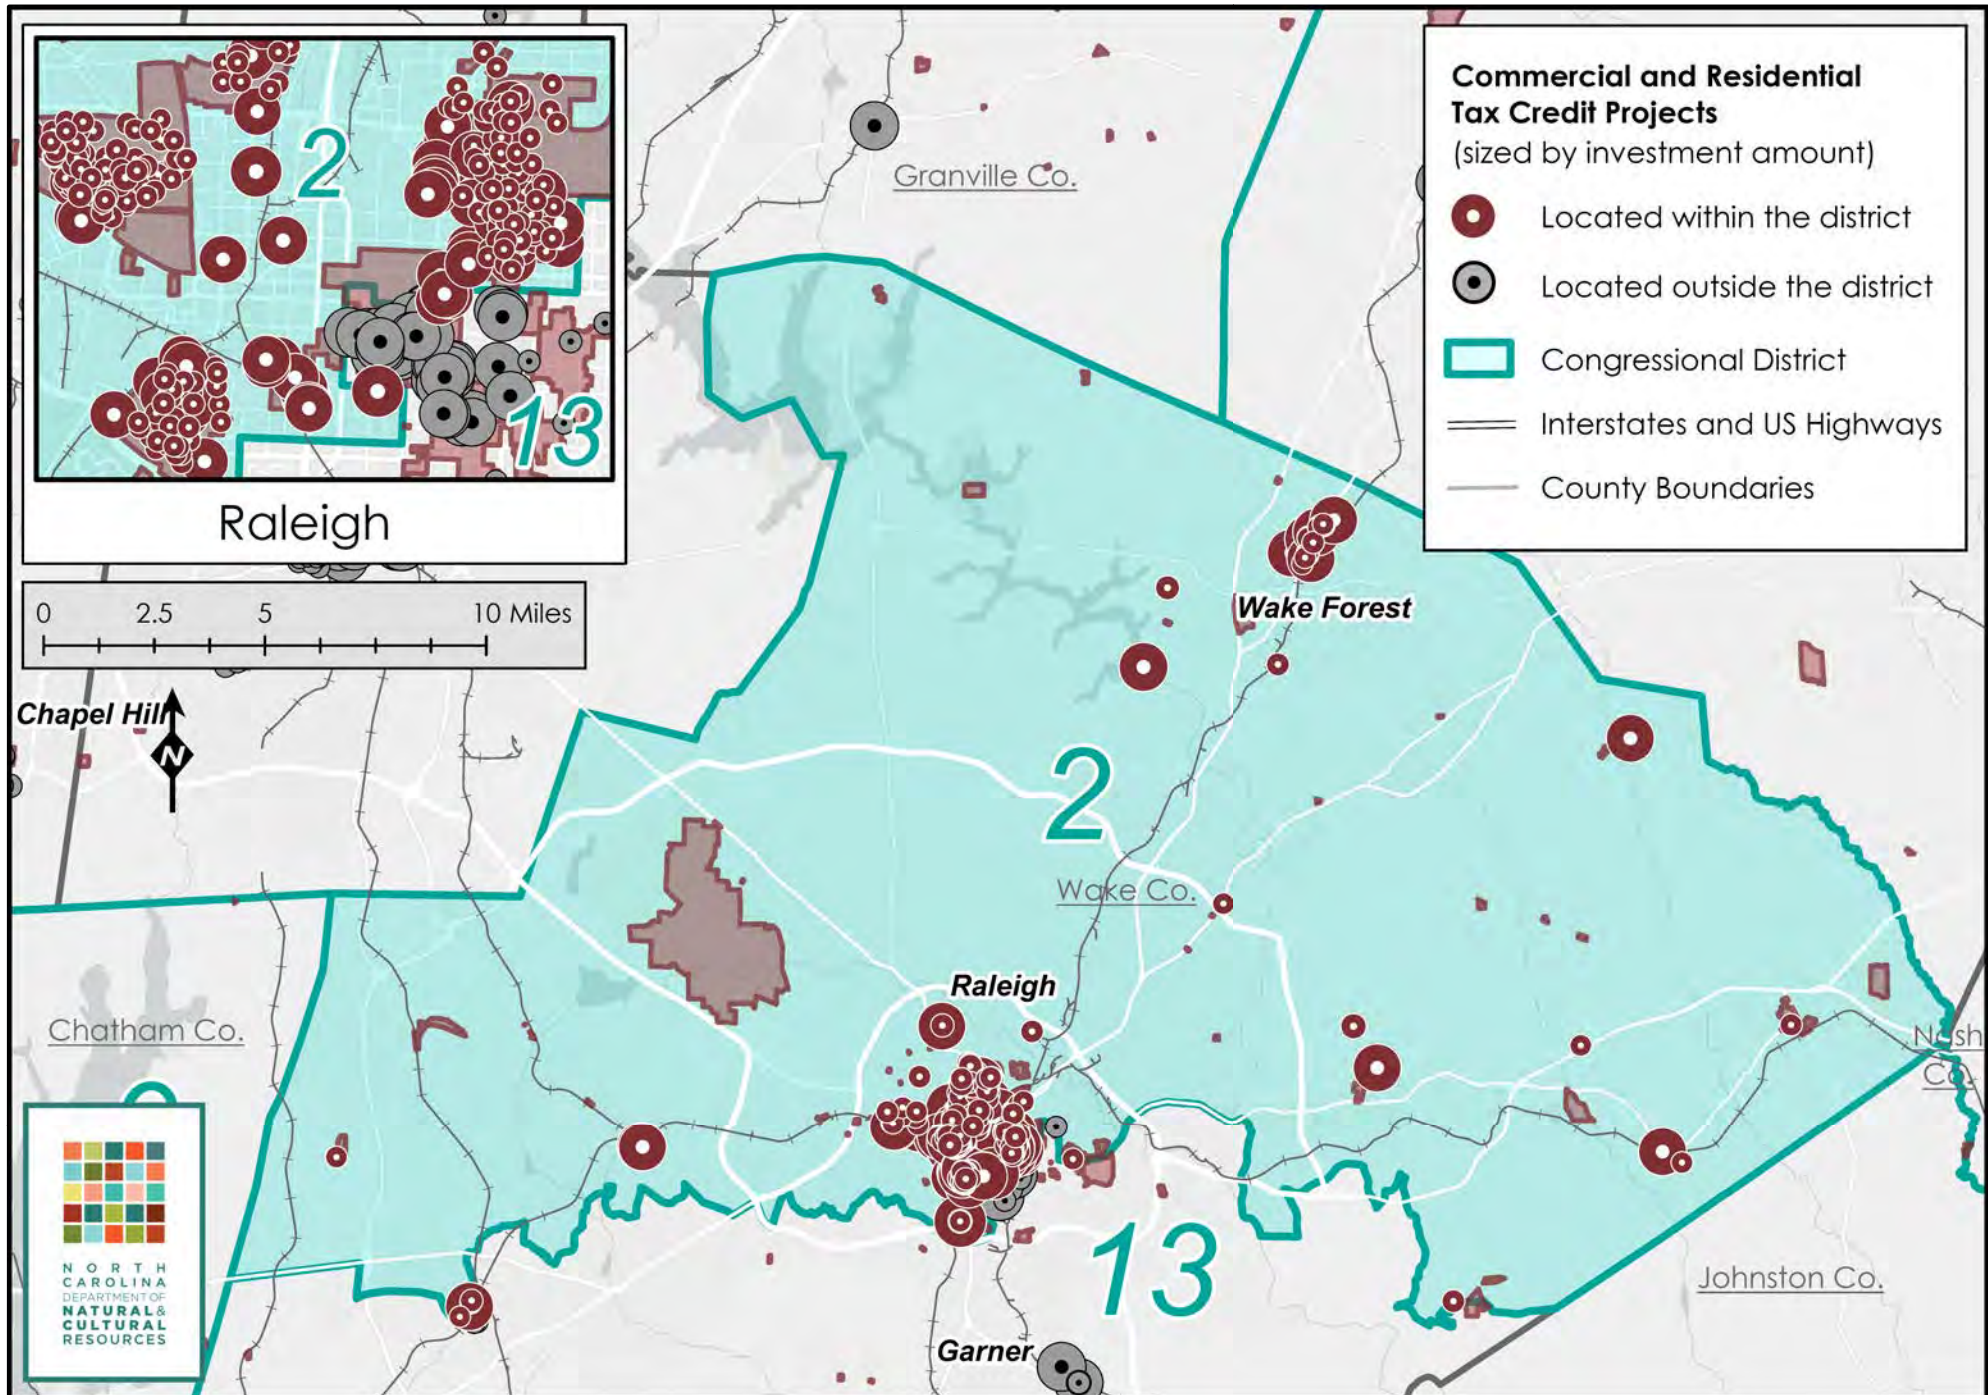 2
13
Raleigh
Commercial and Residential
Tax Credit Projects
(sized by investment amount)
Located within the district
Located outside the district
Congressional District
Interstates and US Highways
County Boundaries
Granville Co.
0 2.5 5 10 Miles
Wake Forest
Chapel Hill
N
2
Wake Co.
Raleigh
Chatham Co.
Nash
Co.
13
Johnston Co.
Garner
NORTH
CAROLINA
DEPARTMENT OF
NATURAL &
CULTURAL
RESOURCES